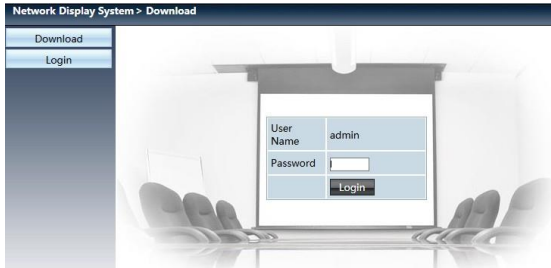 Network Display System > Download
Download
Login
User
Name
admin
Password
Login